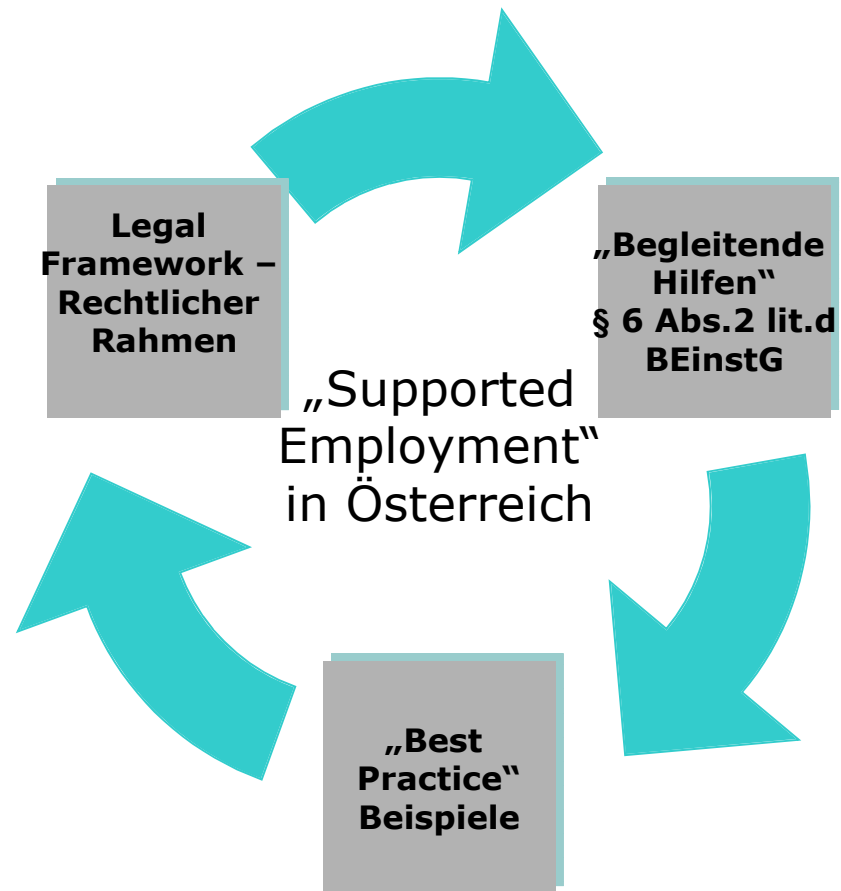 Legal
Framework –
Rechtlicher
Rahmen
„Begleitende
Hilfen“
§ 6 Abs.2 lit.d
BEinstG
„Supported
Employment“
in Österreich
„Best
Practice“
Beispiele